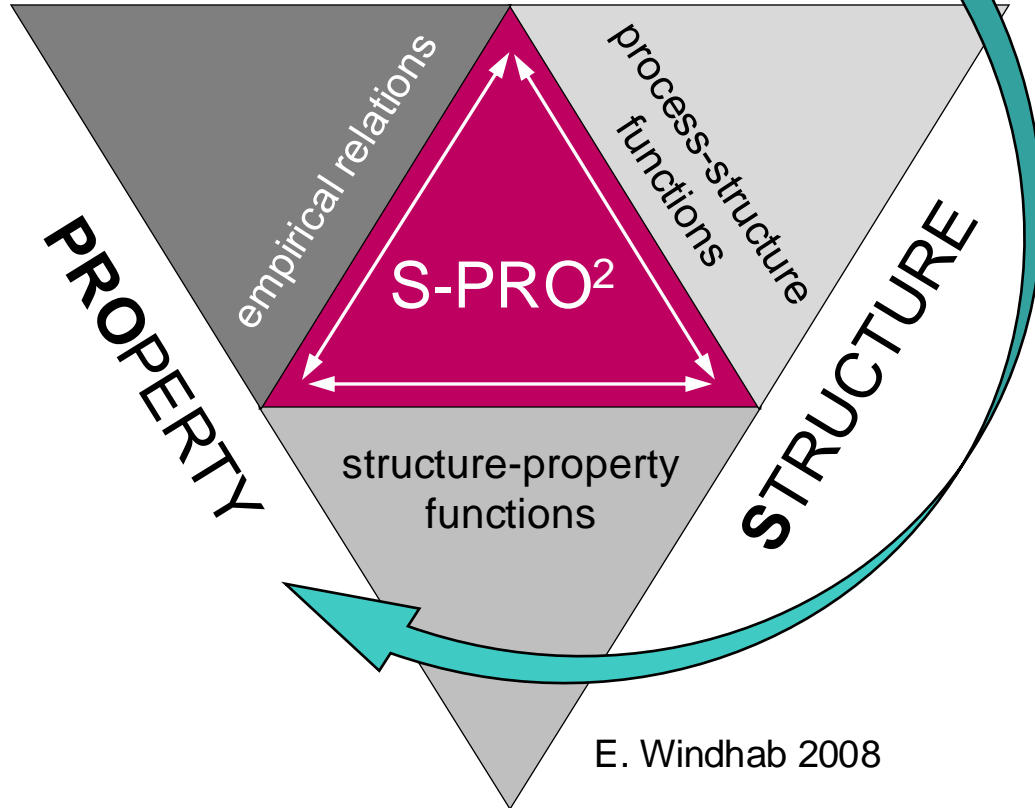 empirical relations
process-structure
functions
S-PRO²
PROPERTY
STRUCTURE
structure-property
functions
E. Windhab 2008